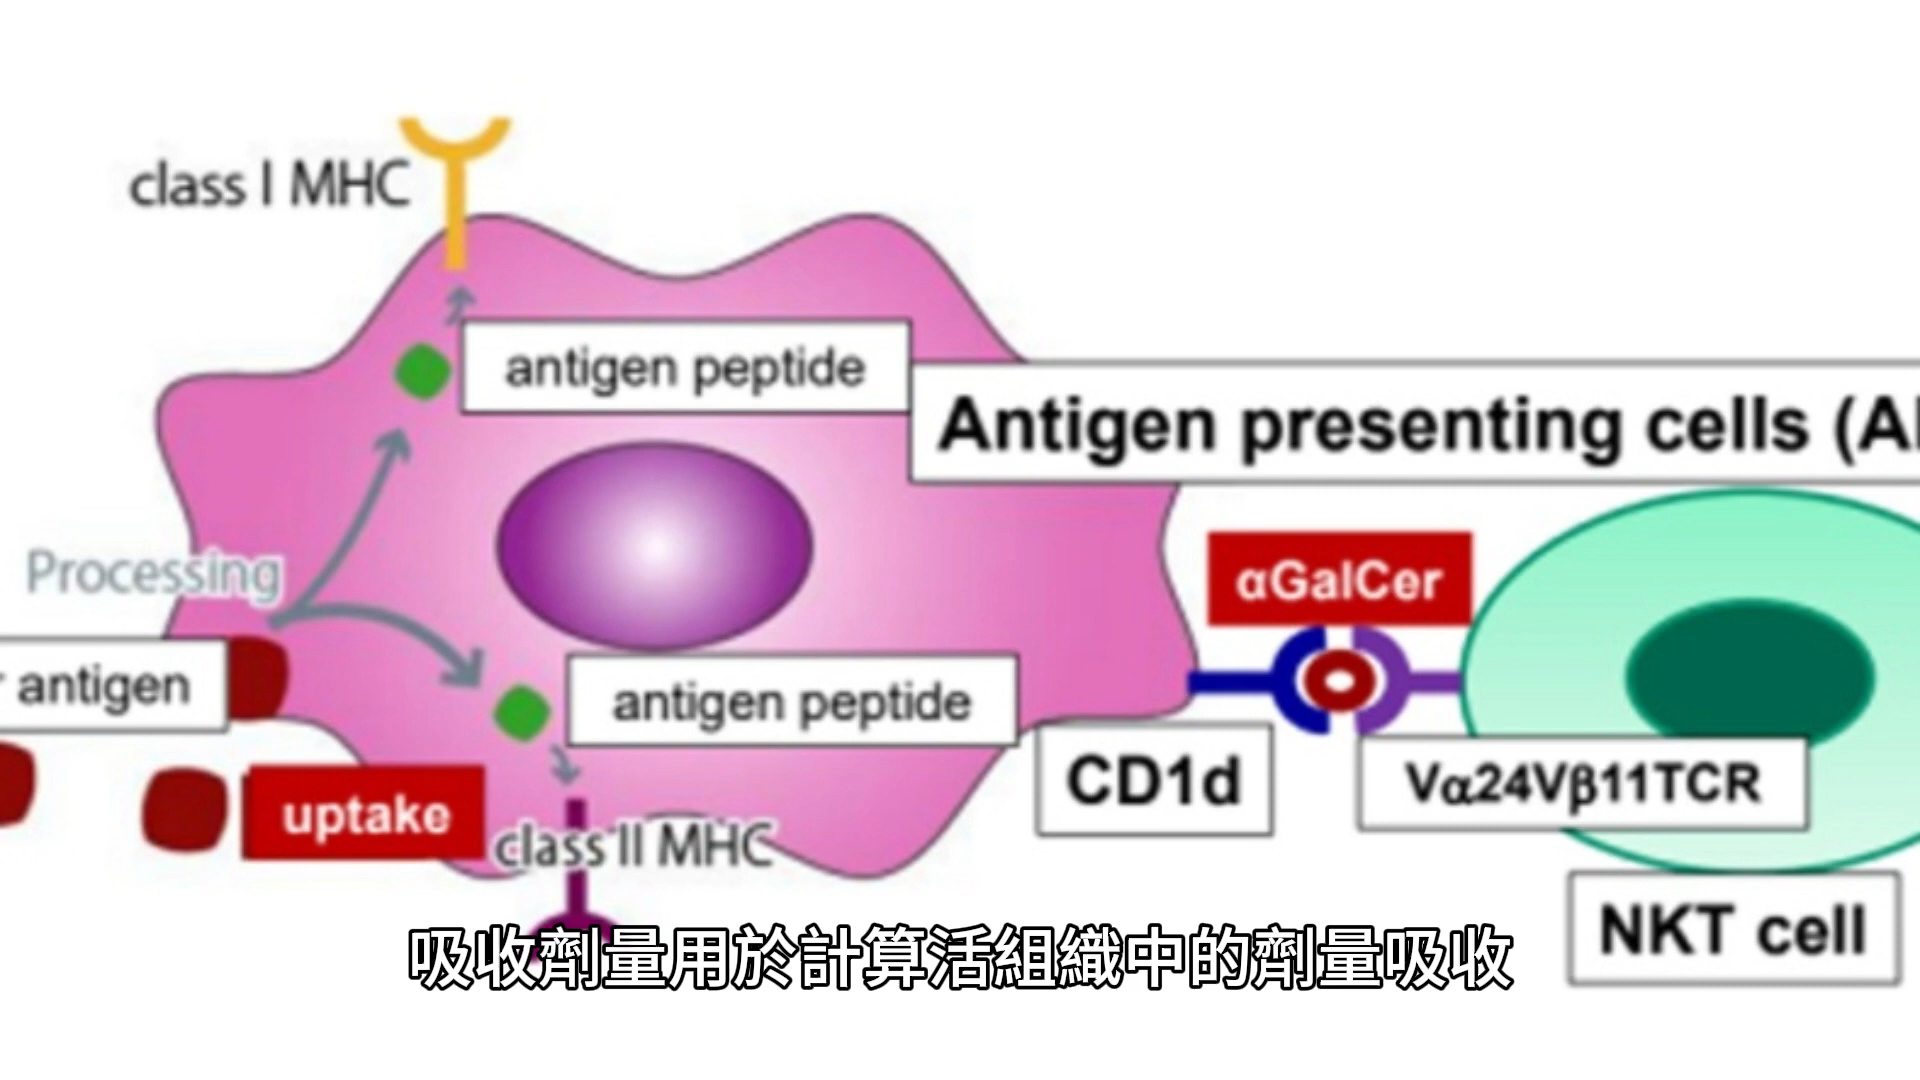 class I MHC
antigen peptide
Antigen presenting cells (A
αGalCer
Processing
antigen
antigen peptide
CD1d
Vα24Vβ11TCR
uptake
class II MHC
NKT cell
吸收劑量用於計算活組織中的劑量吸收